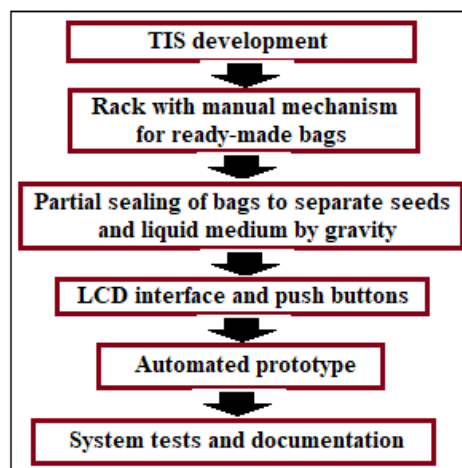 TIS development
Rack with manual mechanism
for ready-made bags
Partial sealing of bags to separate seeds
and liquid medium by gravity
LCD interface and push buttons
Automated prototype
System tests and documentation